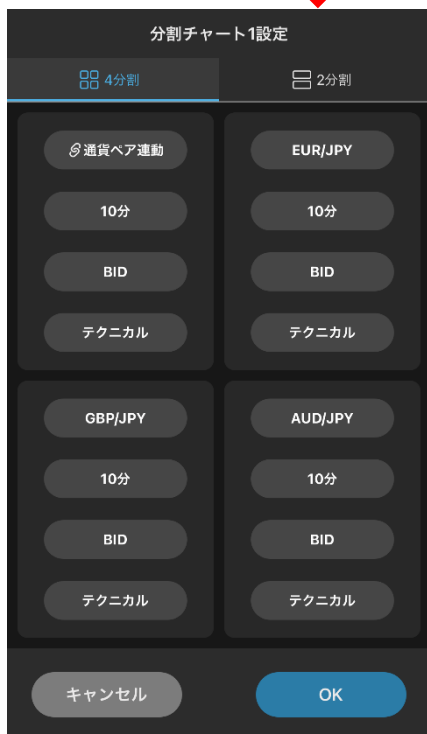 分割チャート1設定
4分割
2分割
通貨ペア連動
10分
BID
テクニカル
EUR/JPY
10分
BID
テクニカル
GBP/JPY
10分
BID
テクニカル
AUD/JPY
10分
BID
テクニカル
キャンセル
OK